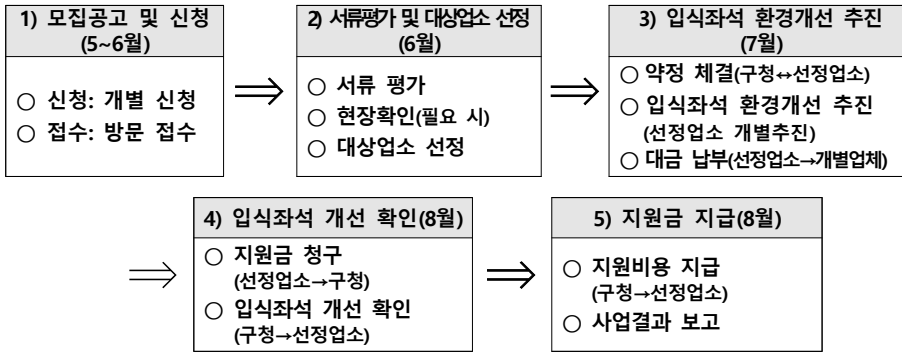 1) 모집공고 및 신청
(5~6월)
○ 신청: 개별 신청
○ 접수: 방문 접수
2) 서류평가 및 대상업소 선정
(6월)
○ 서류 평가
○ 현장확인(필요 시)
○ 대상업소 선정
3) 입식좌석 환경개선 추진
(7월)
○ 약정 체결(구청↔선정업소)
○ 입식좌석 환경개선 추진
(선정업소 개별추진)
○ 대금 납부(선정업소→개별업체)
4) 입식좌석 개선 확인(8월)
○ 지원금 청구
(선정업소→구청)
○ 입식좌석 개선 확인
(구청→선정업소)
5) 지원금 지급(8월)
○ 지원비용 지급
(구청→선정업소)
○ 사업결과 보고